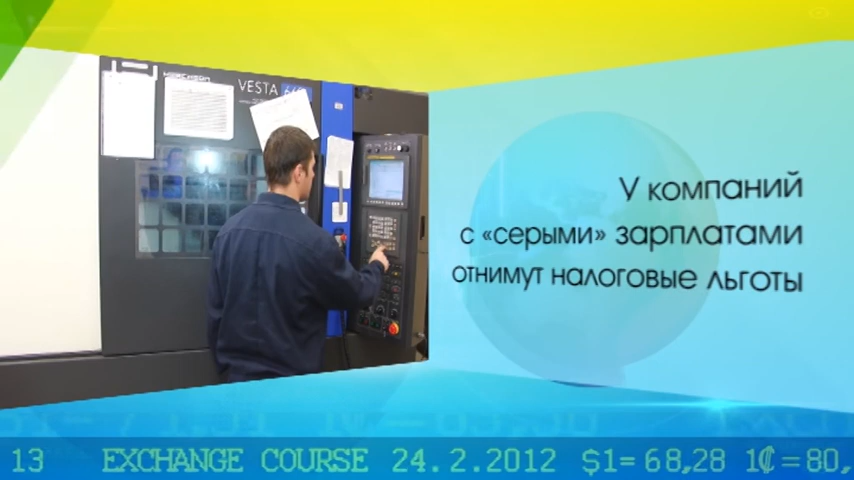 VESTA
У компаний
с «серыми» зарплатами
отнимут налоговые льготы
13 EXCHANGE COURSE 24.2.2012 $1=68,28 1₵=80,